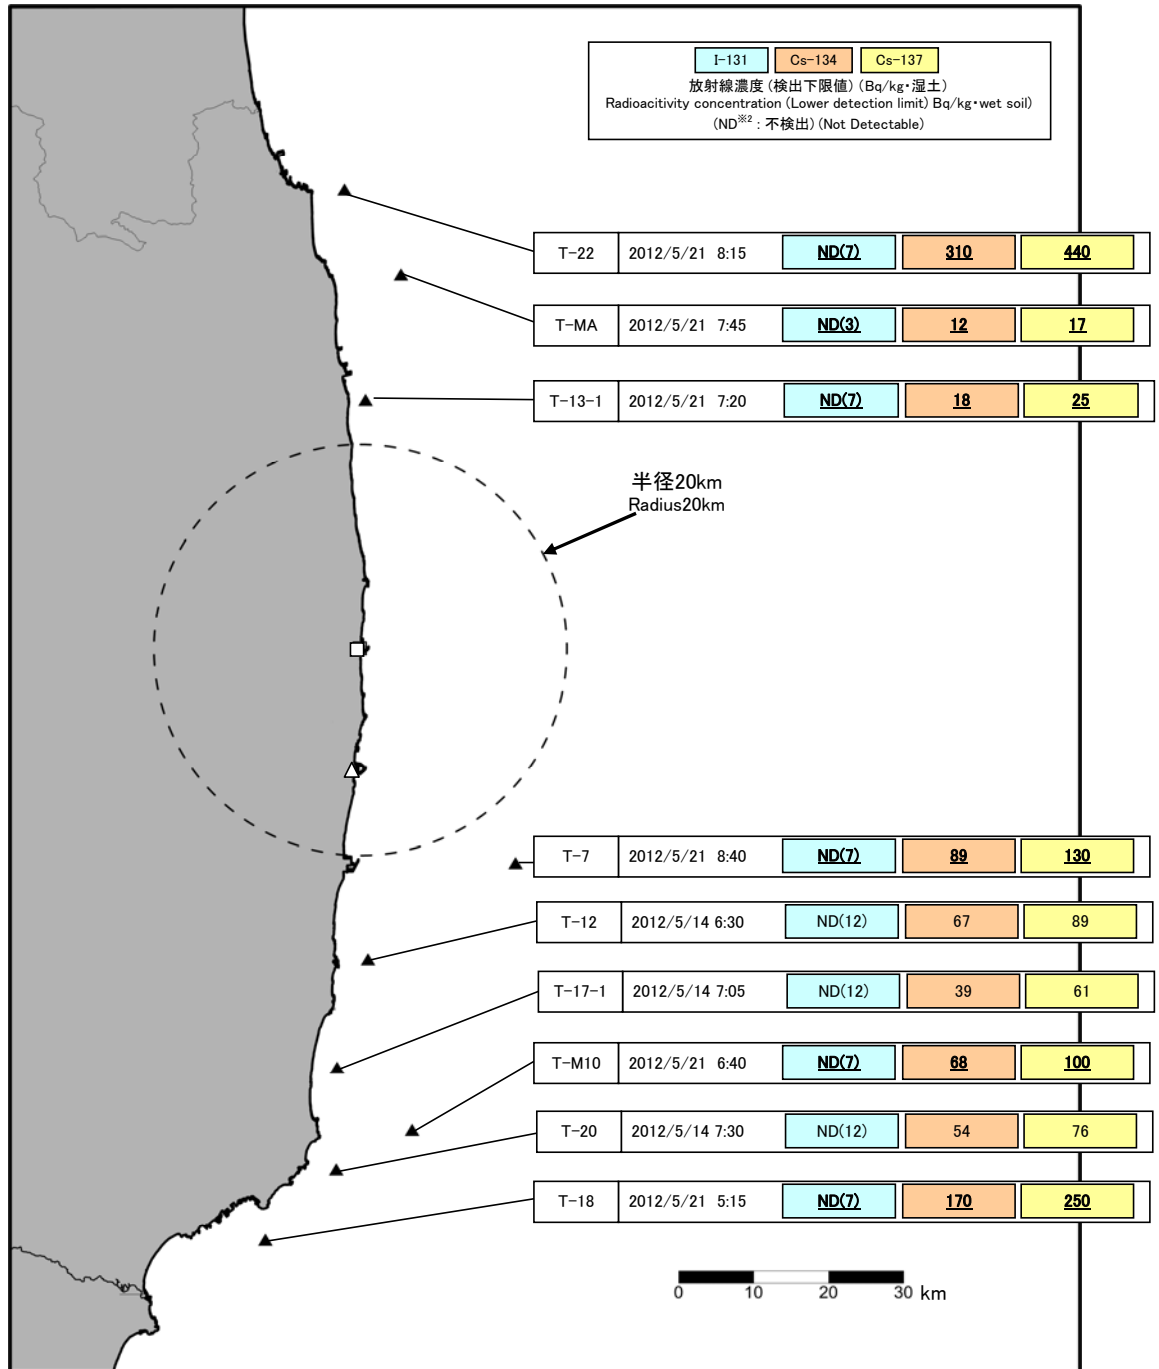 I-131 Cs-134 Cs-137
放射線濃度(検出下限値)(Bq/kg・湿土)
Radioacitivity concentration (Lower detection limit) Bq/kg・wet soil)
(ND※2 : 不検出)(Not Detectable)
T-22 2012/5/21 8:15 ND(7) 310 440
T-MA 2012/5/21 7:45 ND(3) 12 17
T-13-1 2012/5/21 7:20 ND(7) 18 25
半径20km
Radius20km
T-7 2012/5/21 8:40 ND(7) 89 130
T-12 2012/5/14 6:30 ND(12) 67 89
T-17-1 2012/5/14 7:05 ND(12) 39 61
T-M10 2012/5/21 6:40 ND(7) 68 100
T-20 2012/5/14 7:30 ND(12) 54 76
T-18 2012/5/21 5:15 ND(7) 170 250
0 10 20 30 km